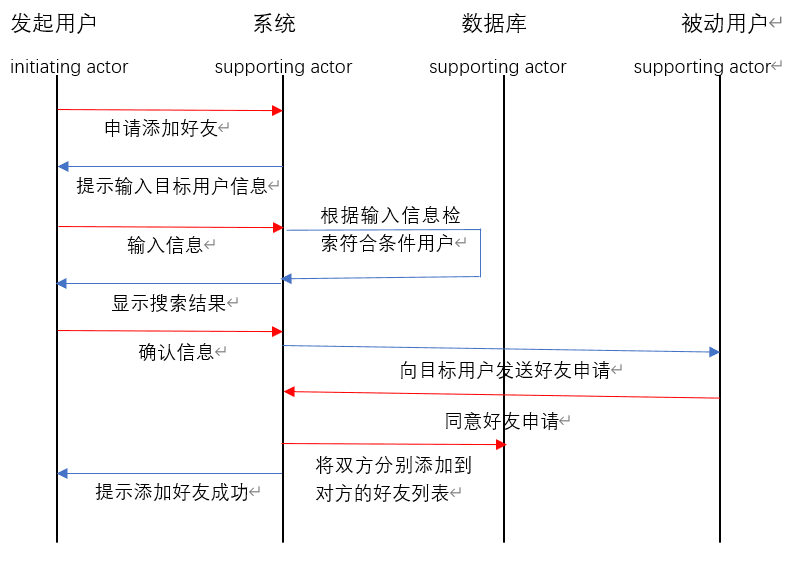 发起用户
系统
数据库
被动用户
initiating actor
supporting actor
supporting actor
supporting actor
申请添加好友
提示输入目标用户信息
根据输入信息检
索符合条件用户
输入信息
显示搜索结果
确认信息
向目标用户发送好友申请
同意好友申请
将双方分别添加到
对方的好友列表
提示添加好友成功